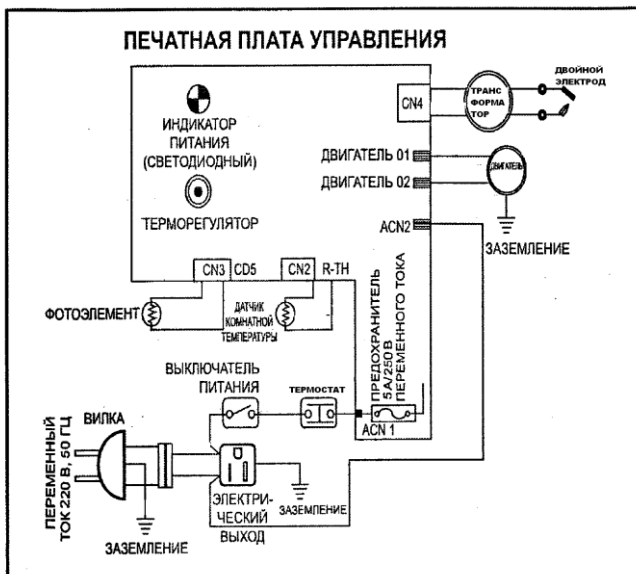 ПЕЧАТНАЯ ПЛАТА УПРАВЛЕНИЯ
ИНДИКАТОР
ПИТАНИЯ
(СВЕТОДИОДНЫЙ)
ТЕРМОРЕГУЛЯТОР
CN4
ТРАНС
ФОРМА
ТОР
ДВОЙНОЙ
ЭЛЕКТРОД
ДВИГАТЕЛЬ 01
ДВИГАТЕЛЬ 02
ДВИГАТЕЛЬ
ACN2
ЗАЗЕМЛЕНИЕ
CN3 CD5
CN2 R-TH
ФОТОЭЛЕМЕНТ
ДАТЧИК
КОМНАТНОЙ
ТЕМПЕРАТУРЫ
ПРЕДОХРАНИТЕЛЬ
5 А/250 В
ПЕРЕМЕННОГО ТОКА
ВЫКЛЮЧАТЕЛЬ
ПИТАНИЯ
ТЕРМОСТАТ
ACN 1
ВИЛКА
ПЕРЕМЕННЫЙ
ТОК 220 В, 50 ГЦ
ЗАЗЕМЛЕНИЕ
ЭЛЕКТРИ-
ЧЕСКИЙ
ВЫХОД
ЗАЗЕМЛЕНИЕ